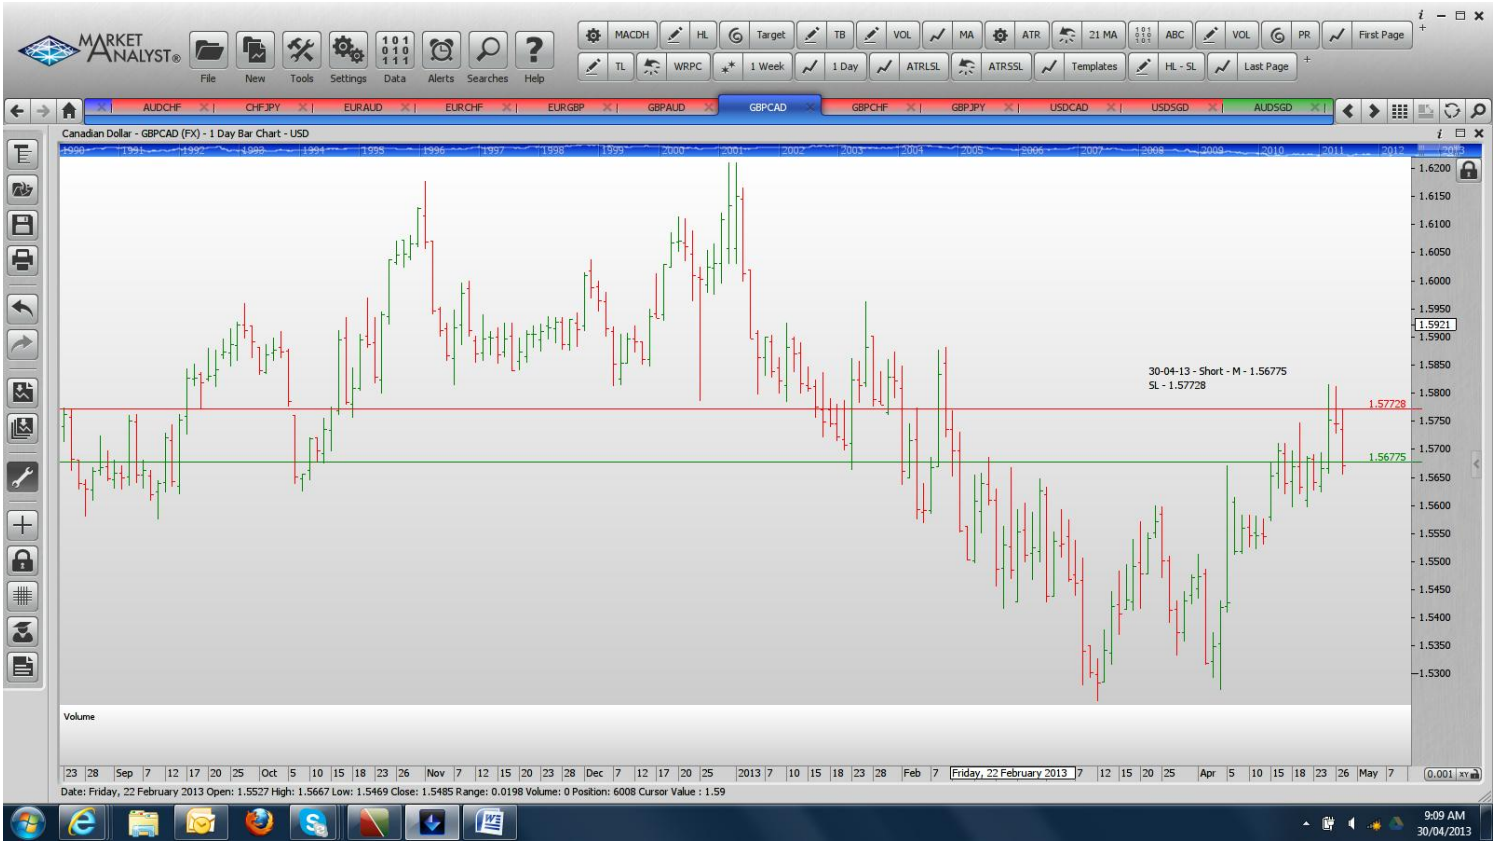 MARKET
ANALYST®
File New Tools Settings Data Alerts Searches Help
MACDH HL Target TB VOL MA ATR 21 MA ABC VOL PR First Page +
TL WRPC 1 Week 1 Day ATRLSL ATRSSL Templates HL - SL Last Page +
AUDCHF CHFJPY EURAUD EURCHF EURGBP GBPAUD GBPCAD GBPCHF GBPJPY USDCAD USDSGD AUDSGD
Canadian Dollar - GBPCAD (FX) - 1 Day Bar Chart - USD
1990 1991 1992 1993 1994 1995 1996 1997 1998 1999 2000 2001 2002 2003 2004 2005 2006 2007 2008 2009 2010 2011 2012 2013
1.6200
1.6150
1.6100
1.6050
1.6000
1.5950
1.5921
1.5900
1.5850
30-04-13 - Short - M - 1.56775
SL - 1.57728
1.5800
1.57728
1.5750
1.5700
1.56775
1.5650
1.5600
1.5550
1.5500
1.5450
1.5400
1.5350
1.5300
Volume
23 28 Sep 7 12 17 20 25 Oct 5 10 15 18 23 26 Nov 7 12 15 20 23 28 Dec 7 12 17 20 25 2013 7 10 15 18 23 28 Feb 7 Friday, 22 February 2013 7 12 15 20 25 Apr 5 10 15 18 23 26 May 7 0.001 XY
Date: Friday, 22 February 2013 Open: 1.5527 High: 1.5667 Low: 1.5469 Close: 1.5485 Range: 0.0198 Volume: 0 Position: 6008 Cursor Value : 1.59
9:09 AM
30/04/2013